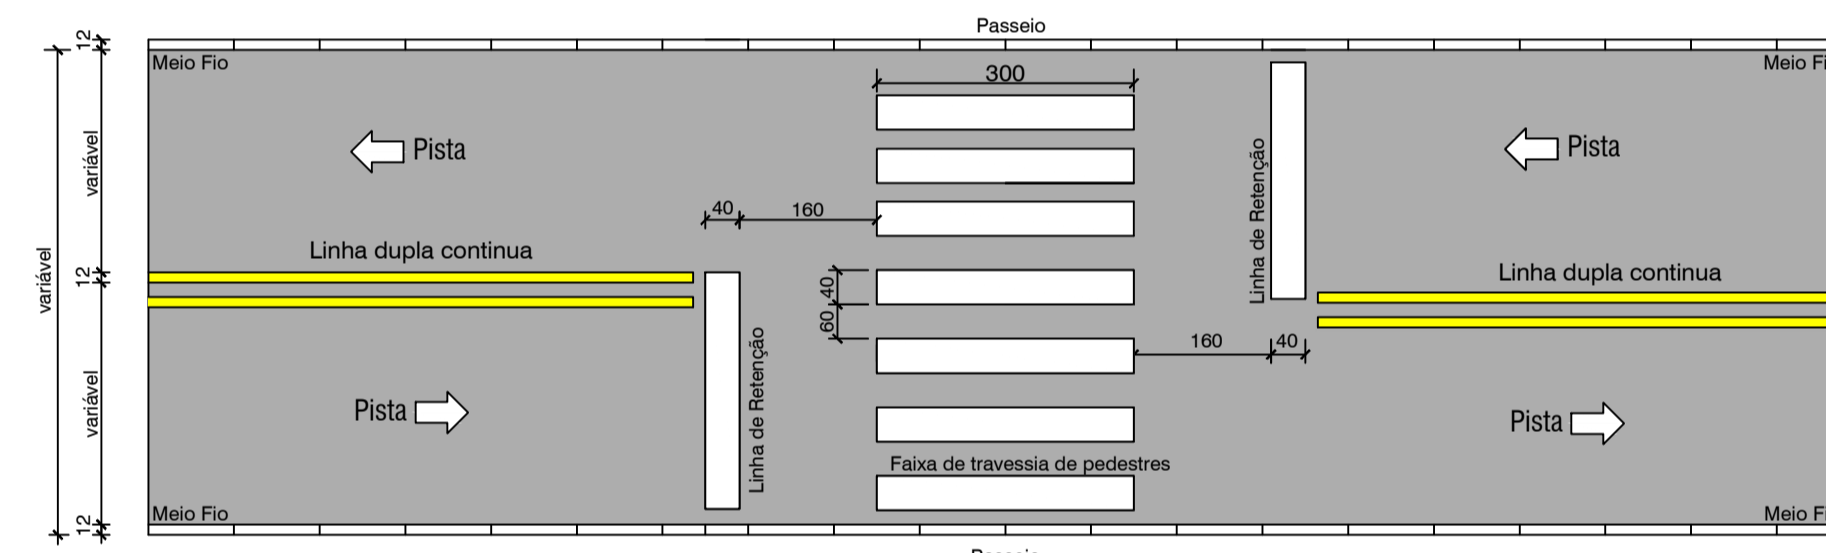 Passeio
12
Meio Fio
Meio Fi
300
variável
Pista
Pista
Linha de Retenção
40
160
Linha dupla continua
variável
12
Linha dupla continua
40
60
160
40
variável
Linha de Retenção
Pista
Pista
Faixa de travessia de pedestres
12
Meio Fio
Meio Fi
Passeio